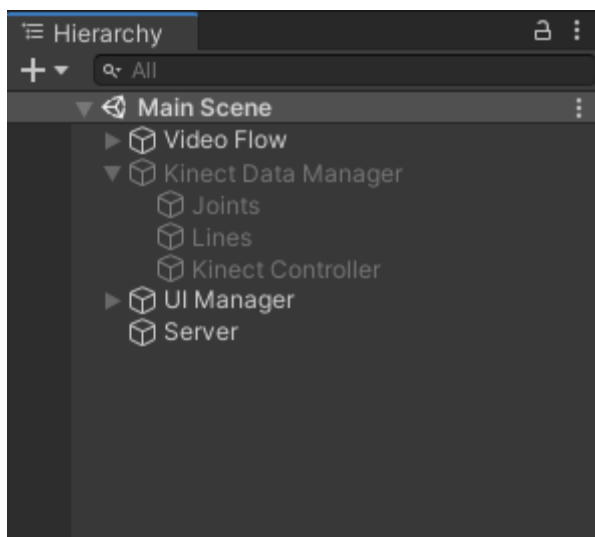 Hierarchy
All
Main Scene
Video Flow
Kinect Data Manager
Joints
Lines
Kinect Controller
UI Manager
Server